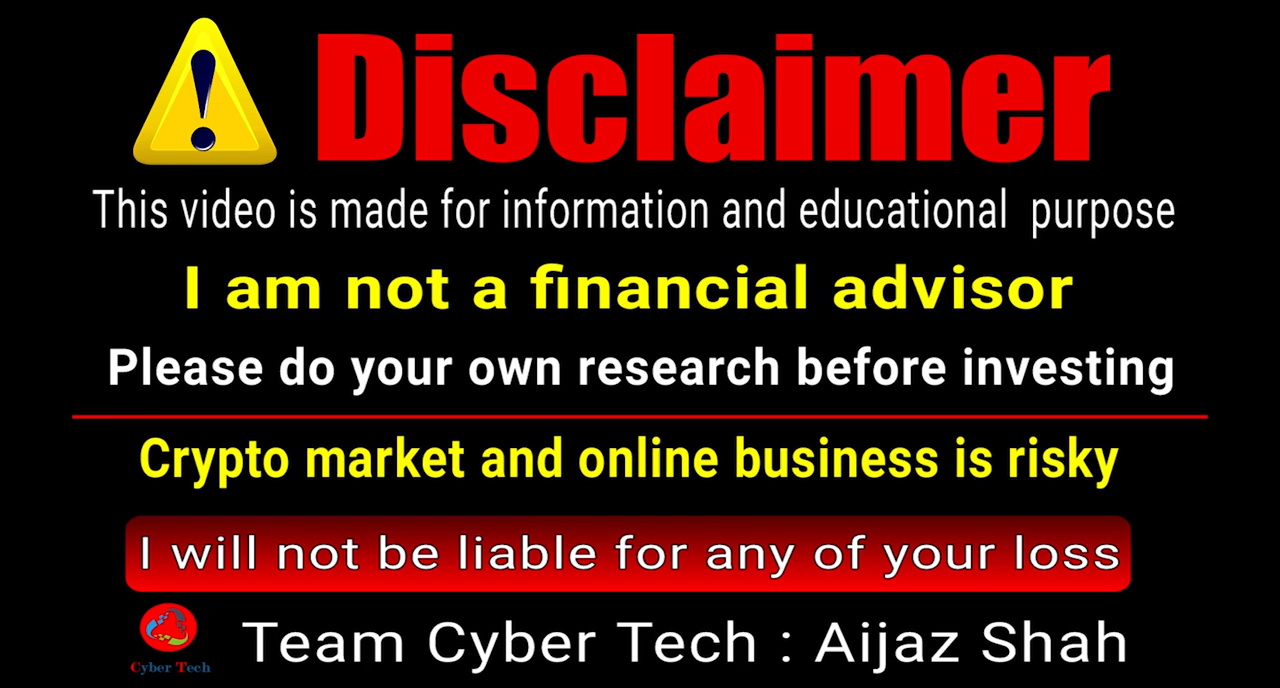 Disclaimer
This video is made for information and educational purpose
I am not a financial advisor
Please do your own research before investing
Crypto market and online business is risky
I will not be liable for any of your loss
Team Cyber Tech : Aijaz Shah
Cyber Tech